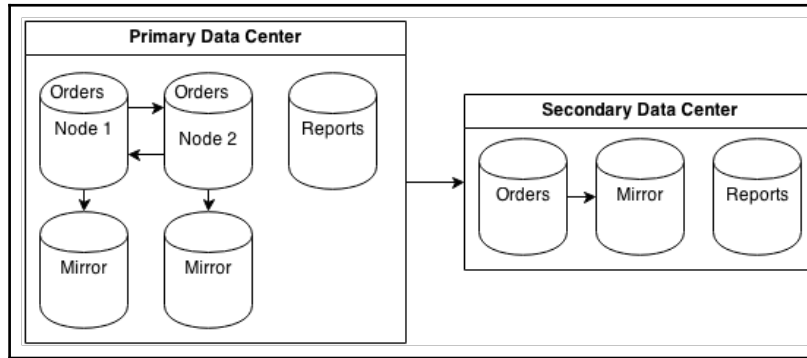 Primary Data Center
Orders
Node 1
Orders
Node 2
Reports
Mirror
Mirror
Secondary Data Center
Orders
Mirror
Reports